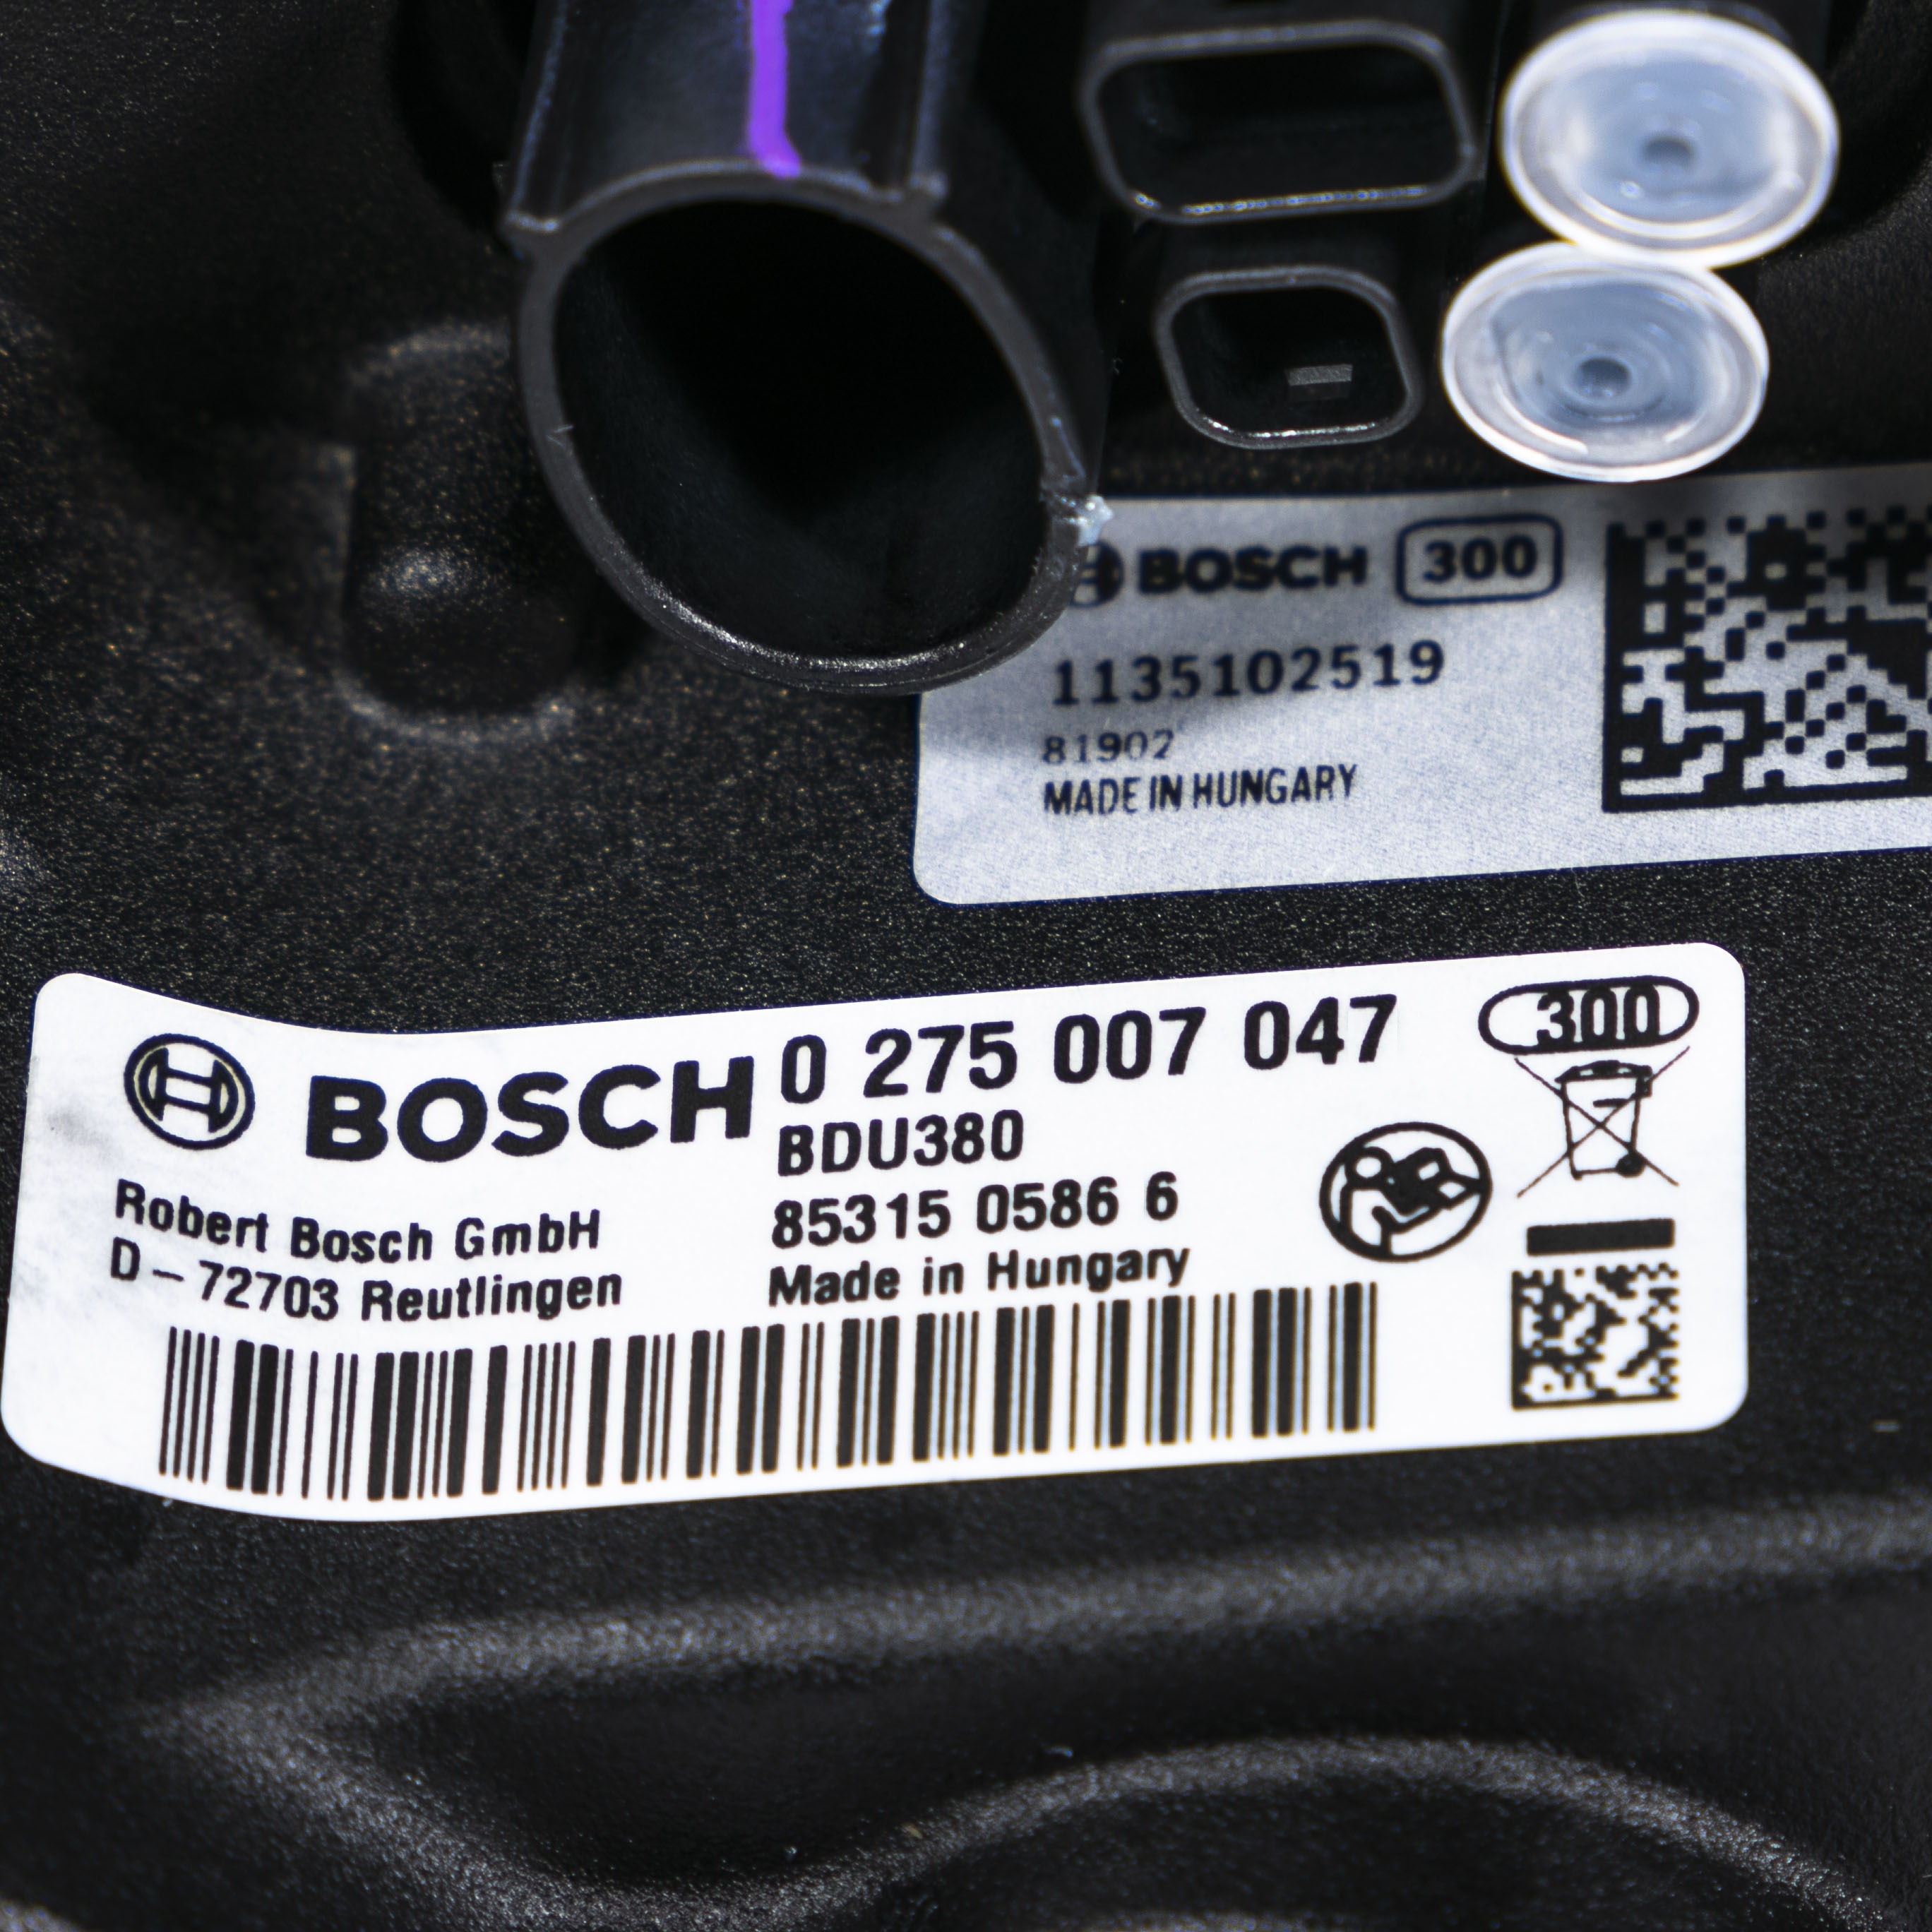 BOSCH 300
1135102519
81902
MADE IN HUNGARY
BOSCH 0 275 007 047 300
BDU380
Robert Bosch GmbH 85315 0586 6
D-72703 Reutlingen Made in Hungary